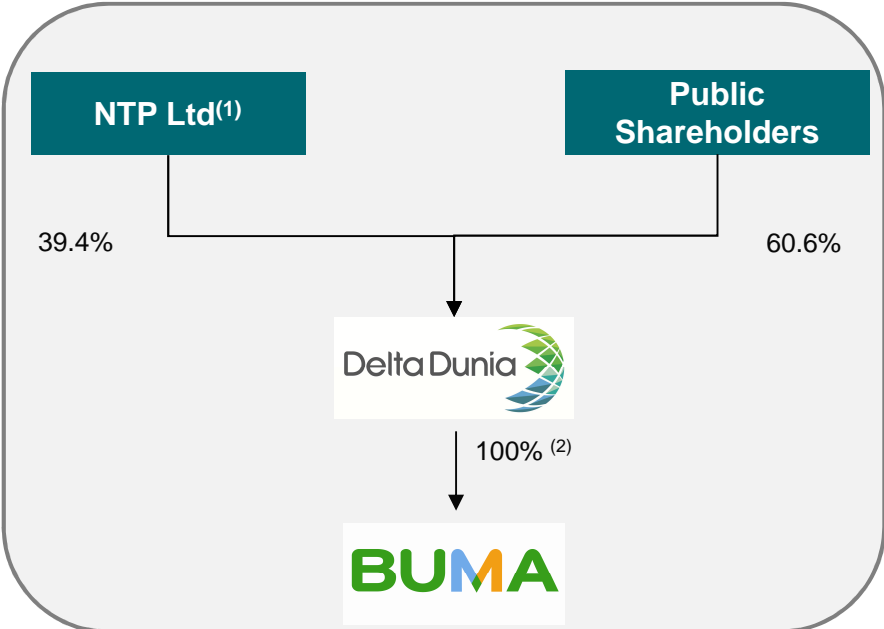 NTP Ltd(1)
Public
Shareholders
39.4%
60.6%
Delta Dunia
100% (2)
BUMA